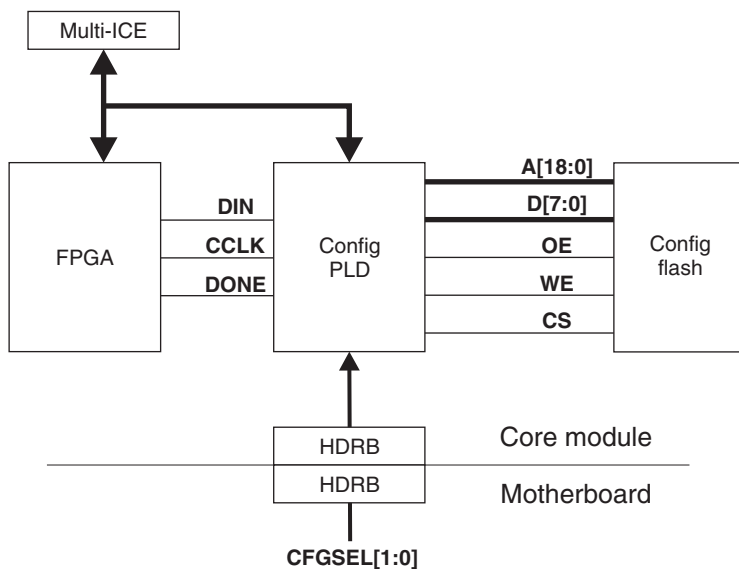 Multi-ICE
FPGA
DIN
CCLK
DONE
Config
PLD
A[18:0]
D[7:0]
OE
WE
CS
Config
flash
HDRB
Core module
HDRB
Motherboard
CFGSEL[1:0]